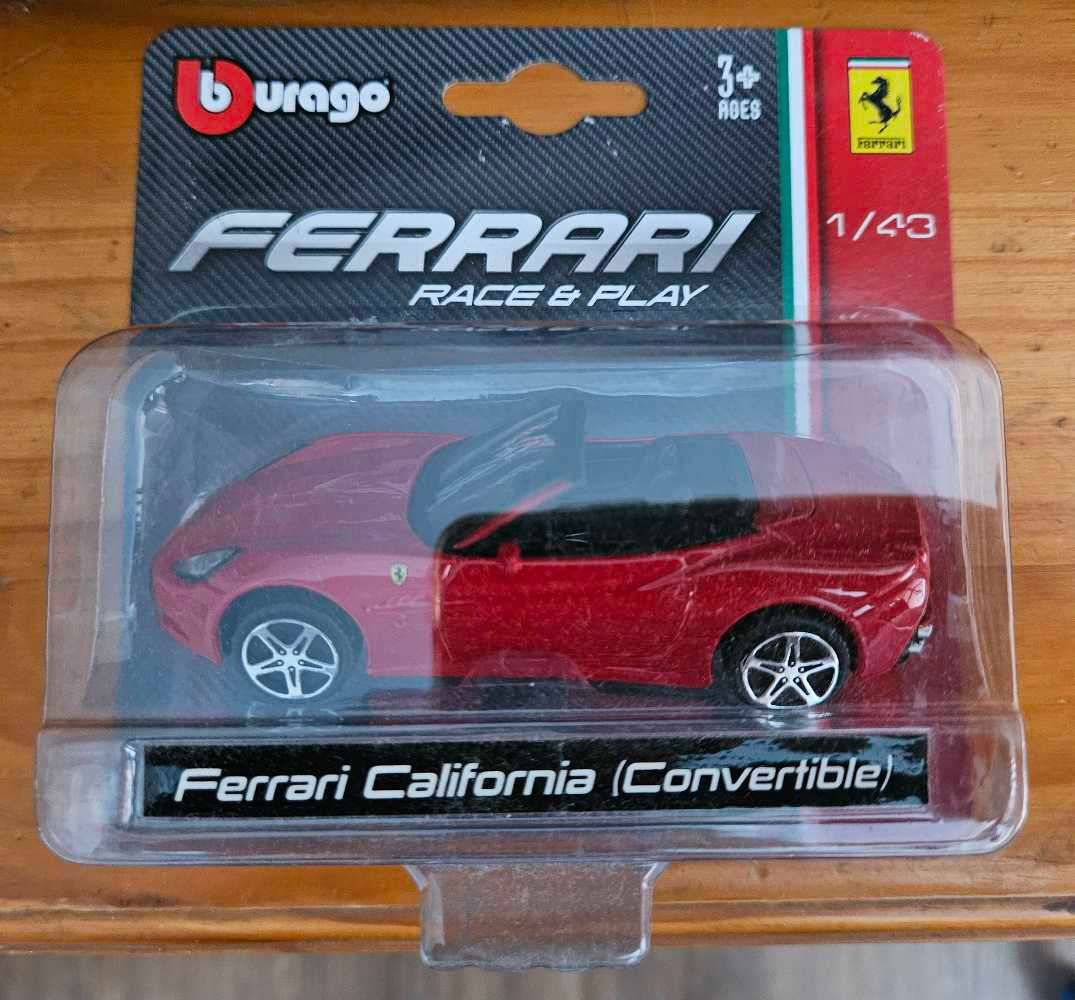 burago
3+
AGES
Ferrari
1/43
FERRARI
RACE & PLAY
Ferrari California (Convertible)